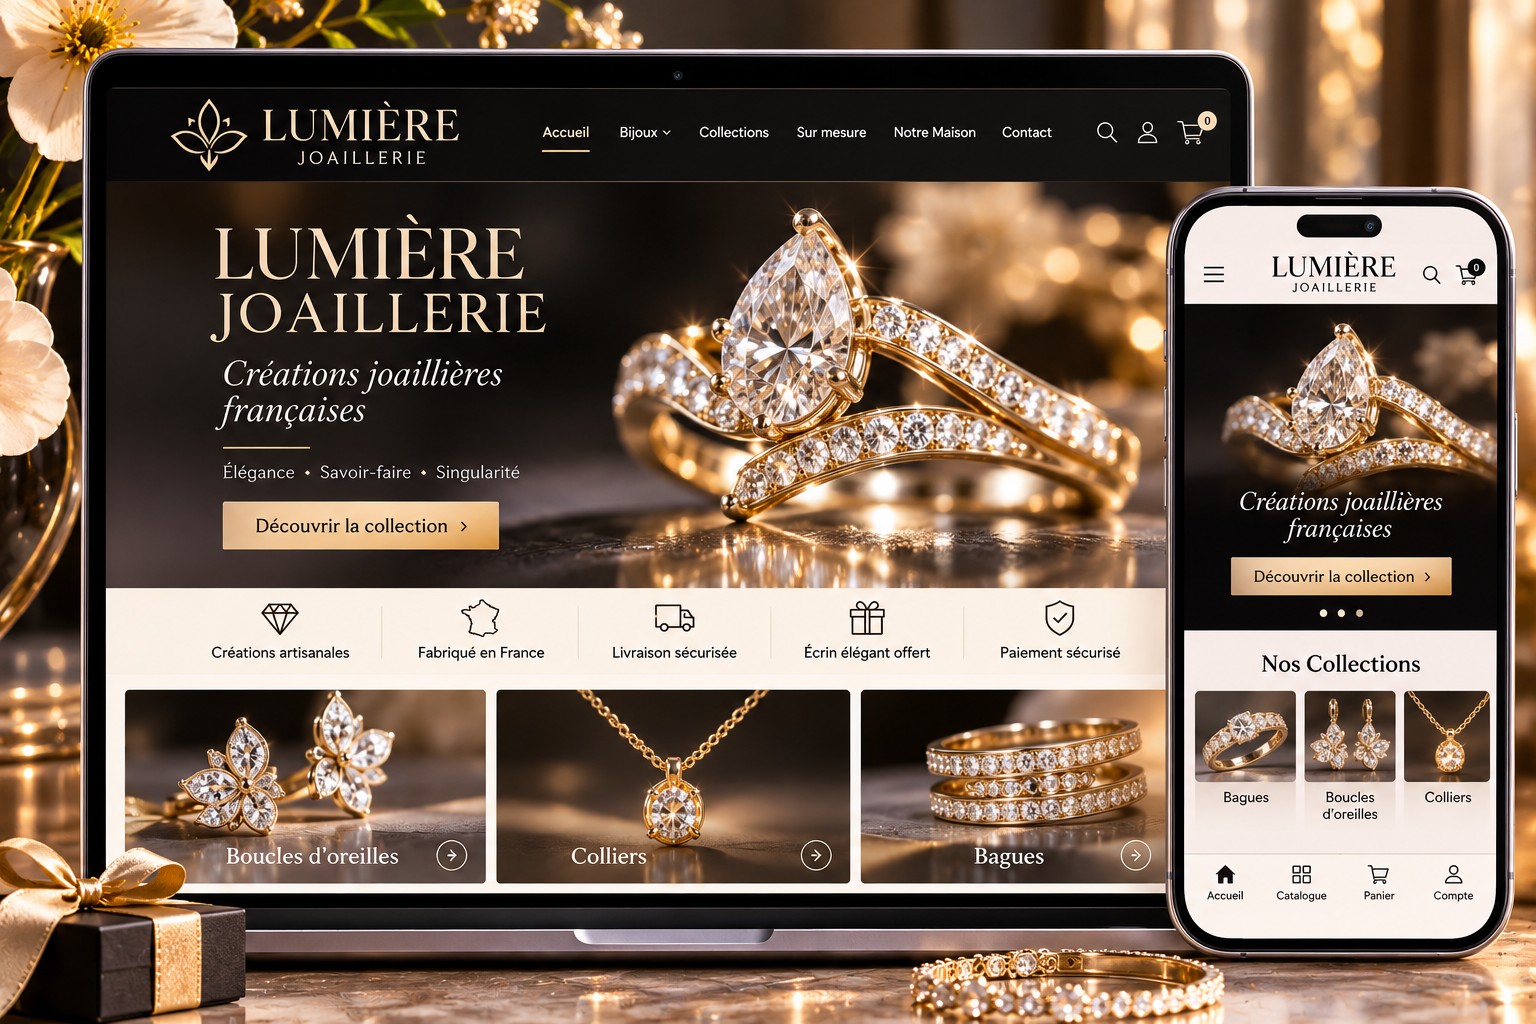 LUMIÈRE
JOAILLERIE
Accueil
Bijoux
Collections
Sur mesure
Notre Maison
Contact
0
LUMIÈRE
JOAILLERIE
Créations joaillières
françaises
Élégance • Savoir-faire • Singularité
Découvrir la collection
Créations artisanales
Fabriqué en France
Livraison sécurisée
Écrin élégant offert
Paiement sécurisé
Boucles d'oreilles
Colliers
Bagues
LUMIÈRE
JOAILLERIE
0
Créations joaillières
françaises
Découvrir la collection
Nos Collections
Bagues
Boucles
d'oreilles
Colliers
Accueil
Catalogue
Panier
Compte